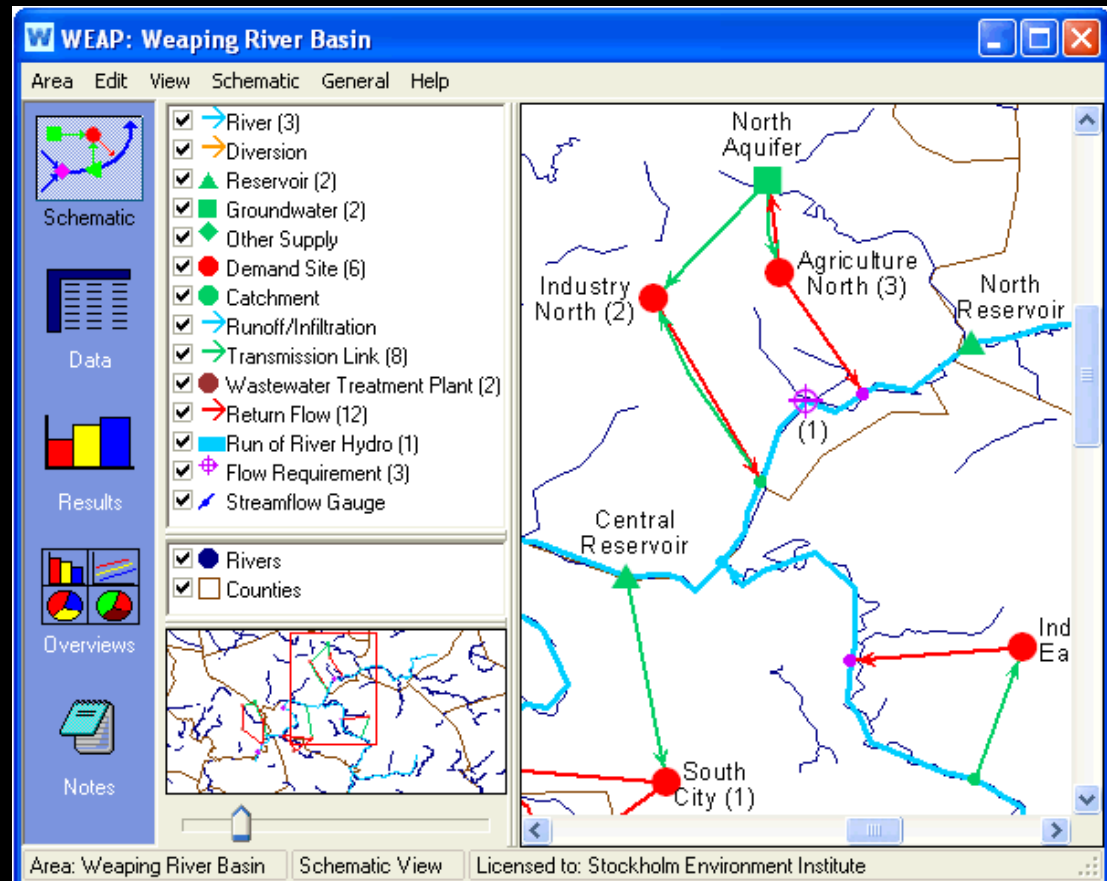 WEAP: Weaping River Basin
Area Edit View Schematic General Help
Schematic
Data
Results
Overviews
Notes
River (3)
Diversion
Reservoir (2)
Groundwater (2)
Other Supply
Demand Site (6)
Catchment
Runoff/Infiltration
Transmission Link (8)
Wastewater Treatment Plant (2)
Return Flow (12)
Run of River Hydro (1)
Flow Requirement (3)
Streamflow Gauge
Rivers
Counties
North
Aquifer
Industry
North (2)
Agriculture
North (3)
North
Reservoir
(1)
Central
Reservoir
Ind
Ea
South
City (1)
Area: Weaping River Basin Schematic View Licensed to: Stockholm Environment Institute